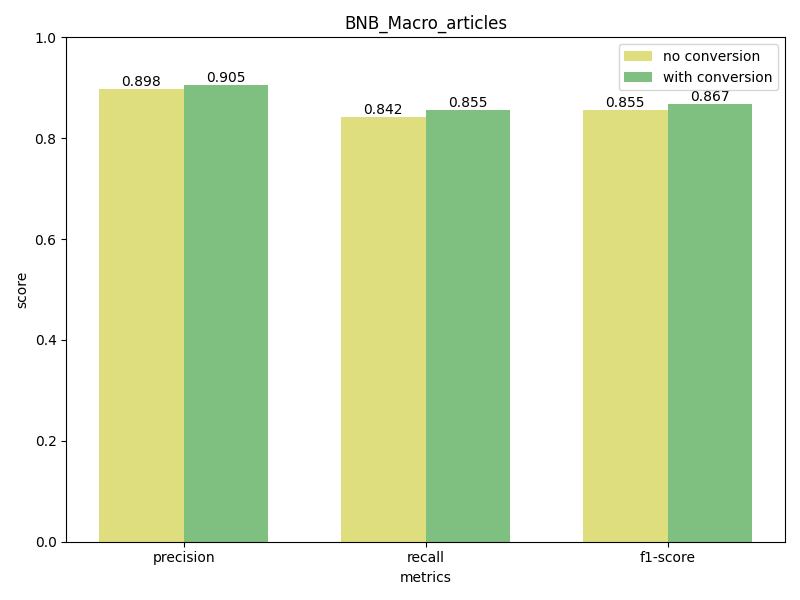 BNB_Macro_articles
no conversion
with conversion
0.898
0.905
0.842
0.855
0.855
0.867
score
1.0
0.8
0.6
0.4
0.2
0.0
precision
recall
f1-score
metrics